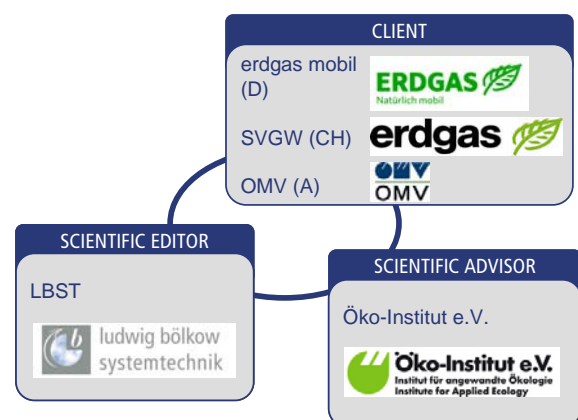 CLIENT
erdgas mobil
(D)
ERDGAS
Natürlich mobil
SVGW (CH)
erdgas
OMV (A)
OMV
OMV
SCIENTIFIC EDITOR
LBST
b
ludwig bölkow
systemtechnik
SCIENTIFIC ADVISOR
Öko-Institut e.V.
Öko-Institut e.V.
Institut für angewandte Ökologie
Institute for Applied Ecology